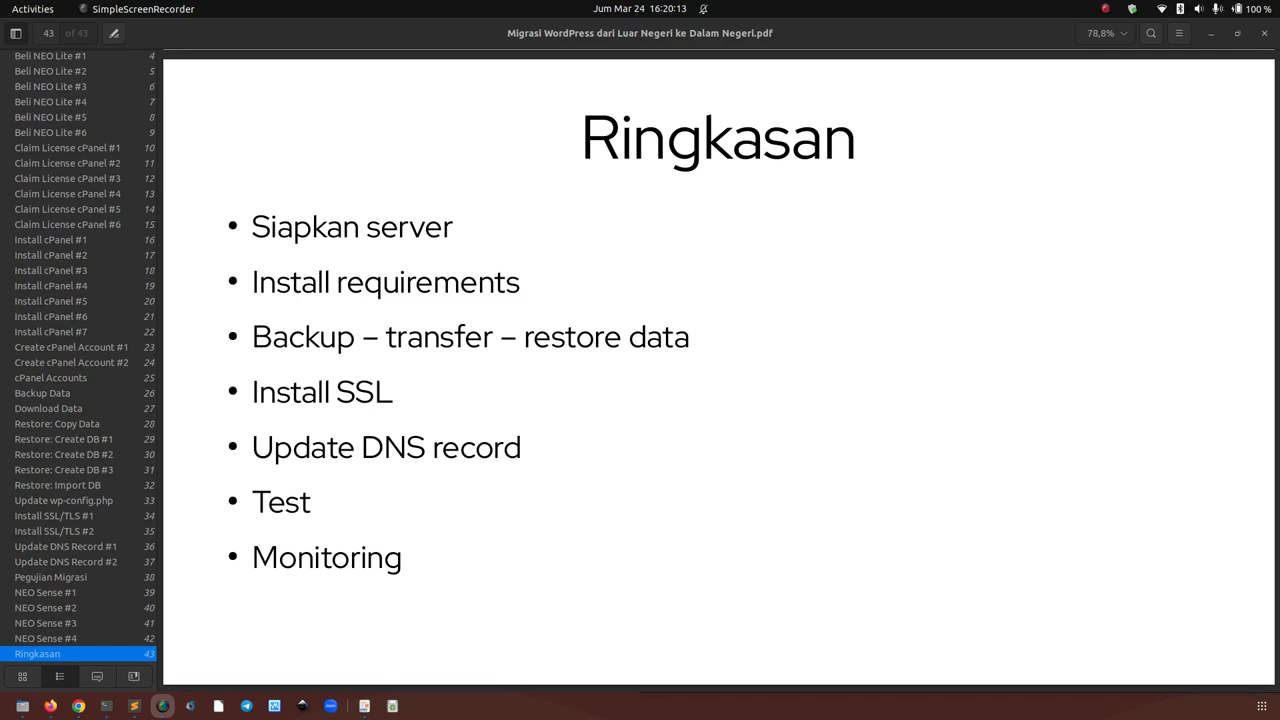 Activities
SimpleScreenRecorder
Jum Mar 24 16:20:13
100 %
43 of 43
Migrasi WordPress dari Luar Negeri ke Dalam Negeri.pdf
78,8%
Beli NEO Lite #1 4
Beli NEO Lite #2 5
Beli NEO Lite #3 6
Beli NEO Lite #4 7
Beli NEO Lite #5 8
Beli NEO Lite #6 9
Claim License cPanel #1 10
Claim License cPanel #2 11
Claim License cPanel #3 12
Claim License cPanel #4 13
Claim License cPanel #5 14
Claim License cPanel #6 15
Install cPanel #1 16
Install cPanel #2 17
Install cPanel #3 18
Install cPanel #4 19
Install cPanel #5 20
Install cPanel #6 21
Install cPanel #7 22
Create cPanel Account #1 23
Create cPanel Account #2 24
cPanel Accounts 25
Backup Data 26
Download Data 27
Restore: Copy Data 28
Restore: Create DB #1 29
Restore: Create DB #2 30
Restore: Create DB #3 31
Restore: Import DB 32
Update wp-config.php 33
Install SSL/TLS #1 34
Install SSL/TLS #2 35
Update DNS Record #1 36
Update DNS Record #2 37
Pegujian Migrasi 38
NEO Sense #1 39
NEO Sense #2 40
NEO Sense #3 41
NEO Sense #4 42
Ringkasan 43
Ringkasan
• Siapkan server
• Install requirements
• Backup – transfer – restore data
• Install SSL
• Update DNS record
• Test
• Monitoring